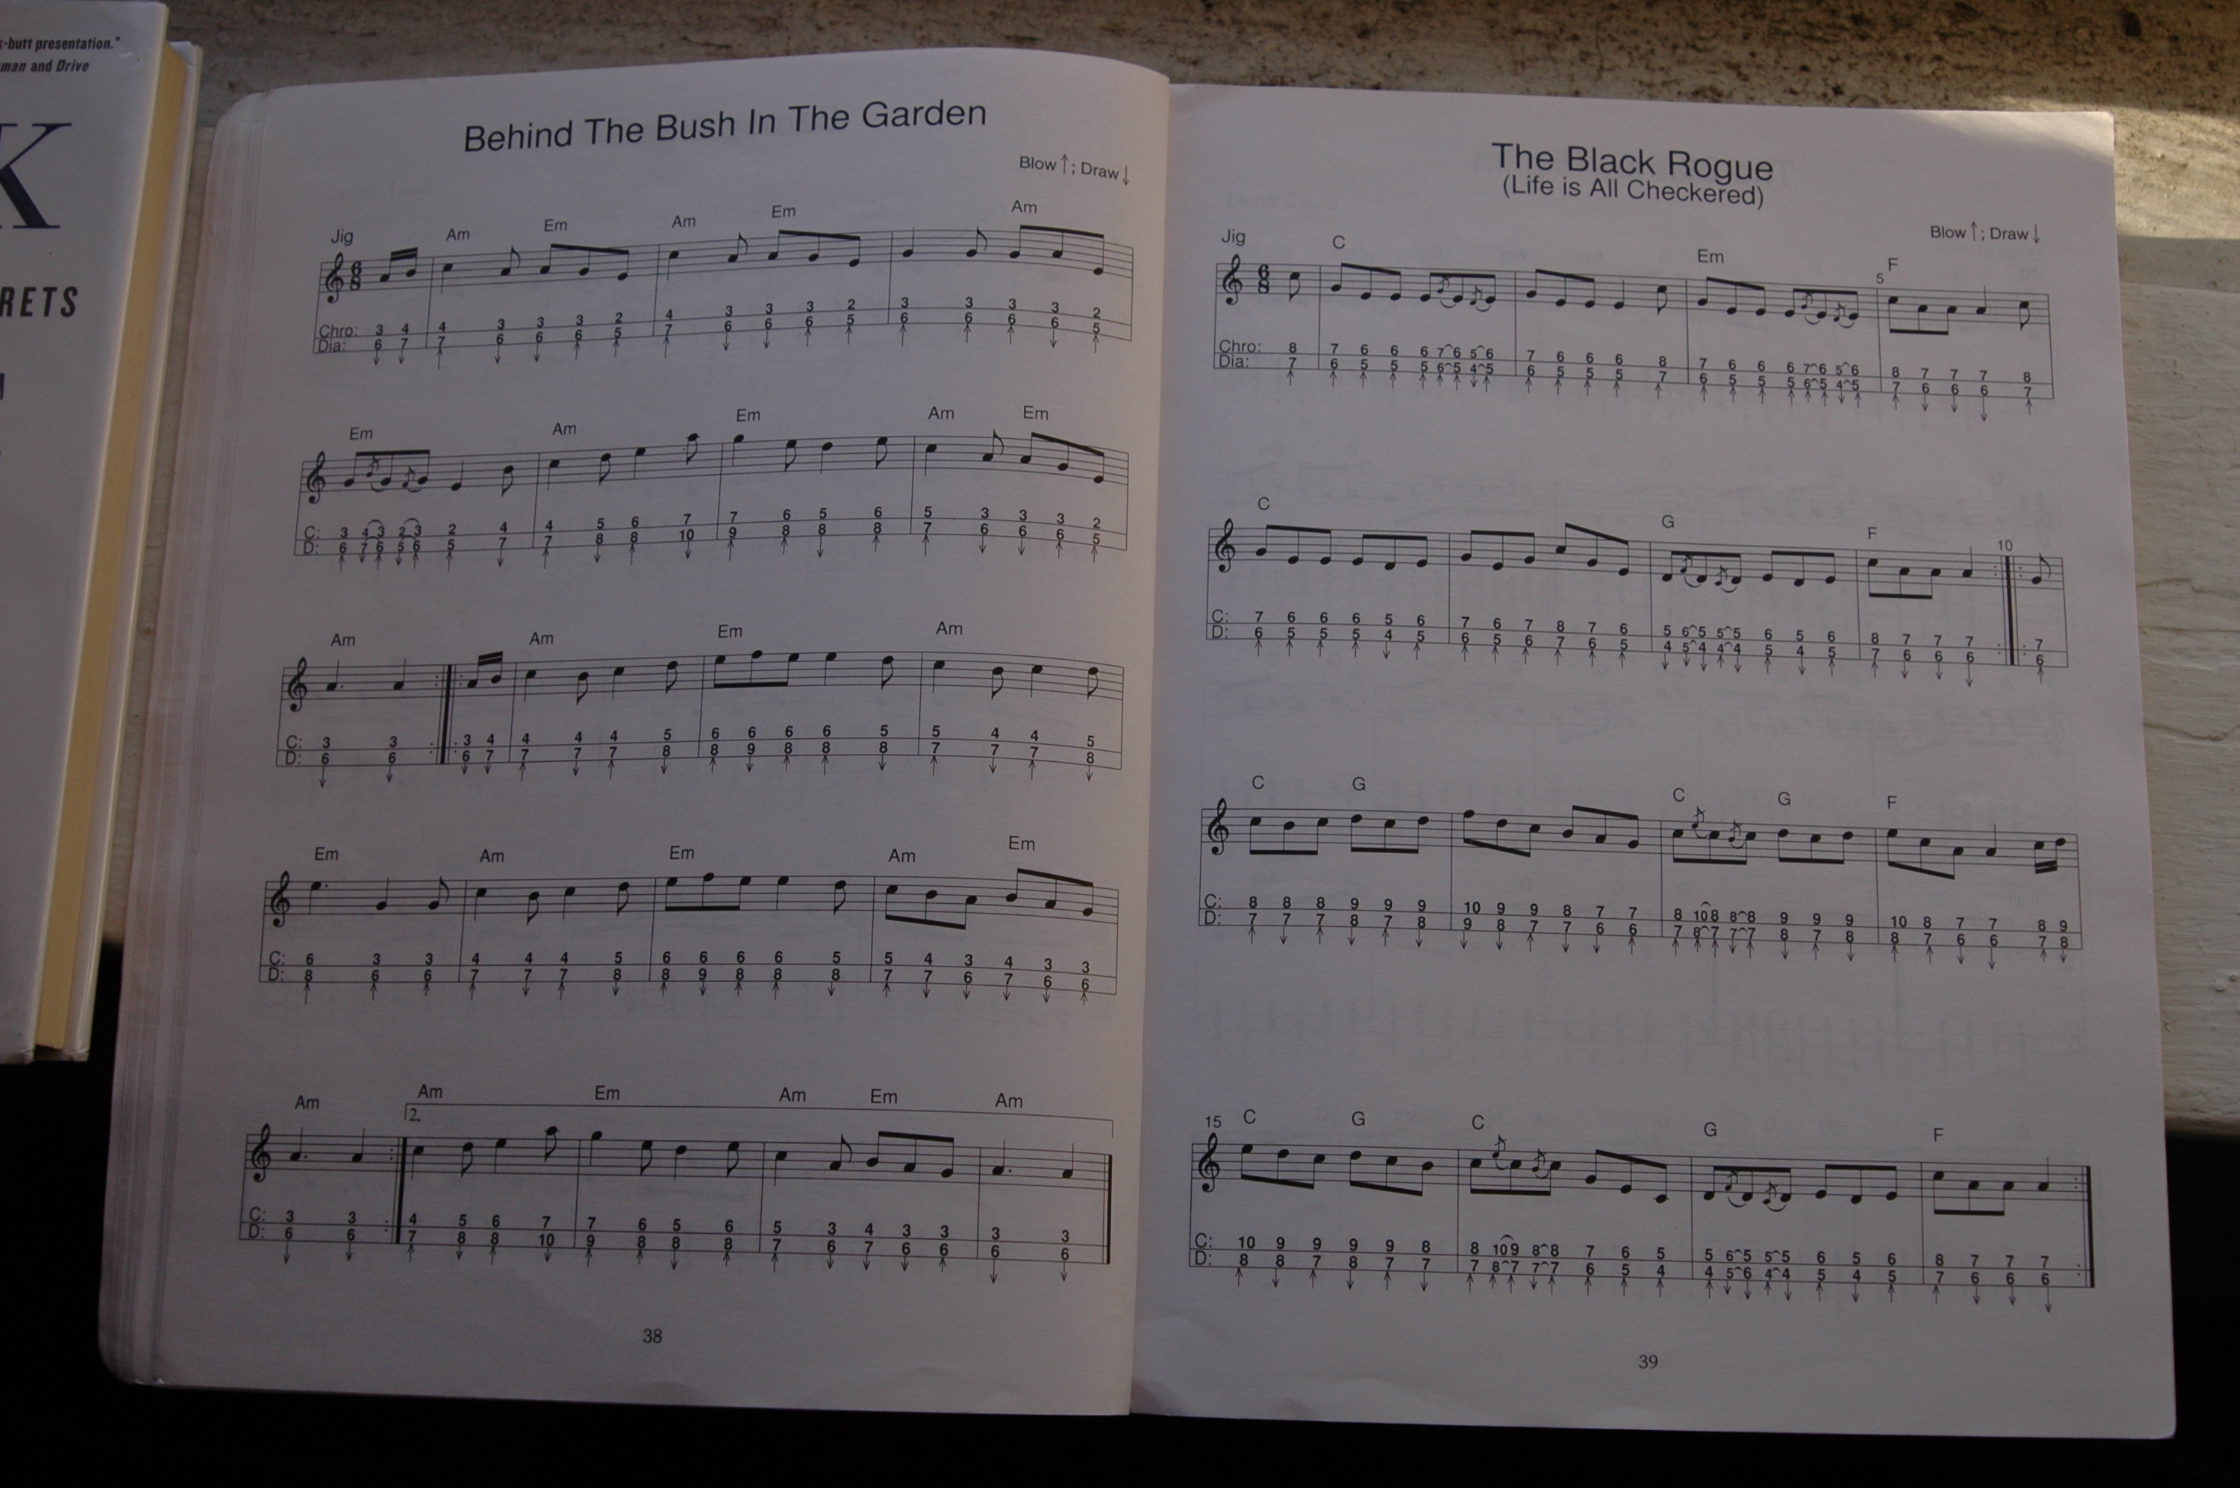 k-butt presentation."
man and Drive
K
RETS
Behind The Bush In The Garden
Blow ↑; Draw ↓
Jig Am Em Am Em Am
6
8
Chro: 3 4 4 3 3 3 2 4 3 3 3 2 3 3 3 3 2
Dia: 6 7 7 6 6 6 5 7 6 6 6 5 6 6 6 6 5
Em Am Em Am Em
C: 3 4 3 2 3 2 4 4 5 6 7 7 6 5 6 5 3 3 3 2
D: 6 7 6 5 6 5 7 7 8 8 10 9 8 8 8 7 6 6 6 5
Am Am Em Am
C: 3 3 3 4 4 4 4 5 6 6 6 6 5 5 4 4 5
D: 6 6 6 7 7 7 7 8 8 9 8 8 8 7 7 7 8
Em Am Em Am Em
C: 6 3 3 4 4 4 5 6 6 6 6 5 5 4 3 4 3 3
D: 8 6 6 7 7 7 8 8 9 8 8 8 7 7 6 7 6 6
Am Am Em Am Em Am
2.
C: 3 3 4 5 6 7 7 6 5 6 5 3 4 3 3 3 3
D: 6 6 7 8 8 10 9 8 8 8 7 6 7 6 6 6 6
38
The Black Rogue
(Life is All Checkered)
Blow ↑; Draw ↓
Jig C Em 5 F
6
8
Chro: 8 7 6 6 6 7^6 5^6 7 6 6 6 8 7 6 6 6 7^6 5^6 8 7 7 7 8
Dia: 7 6 5 5 5 6^5 4^5 6 5 5 5 7 6 5 5 5 6^5 4^5 7 6 6 6 7
C G F 10
C: 7 6 6 6 5 6 7 6 7 8 7 6 5 6^5 5^5 6 5 6 8 7 7 7 7
D: 6 5 5 5 4 5 6 5 6 7 6 5 4 5^4 4^4 5 4 5 7 6 6 6 6
C G C G F
C: 8 8 8 9 9 9 10 9 9 8 7 7 8 10^8 8^8 9 9 9 10 8 7 7 8 9
D: 7 7 7 8 7 8 9 8 7 7 6 6 7 8^7 7^7 8 7 8 8 7 6 6 7 8
15 C G C G F
C: 10 9 9 9 9 8 8 10^9 8^8 7 6 5 5 6^5 5^5 6 5 6 8 7 7 7
D: 8 8 7 8 7 7 7 8^7 7^7 6 5 4 4 5^6 4^4 5 4 5 7 6 6 6
39